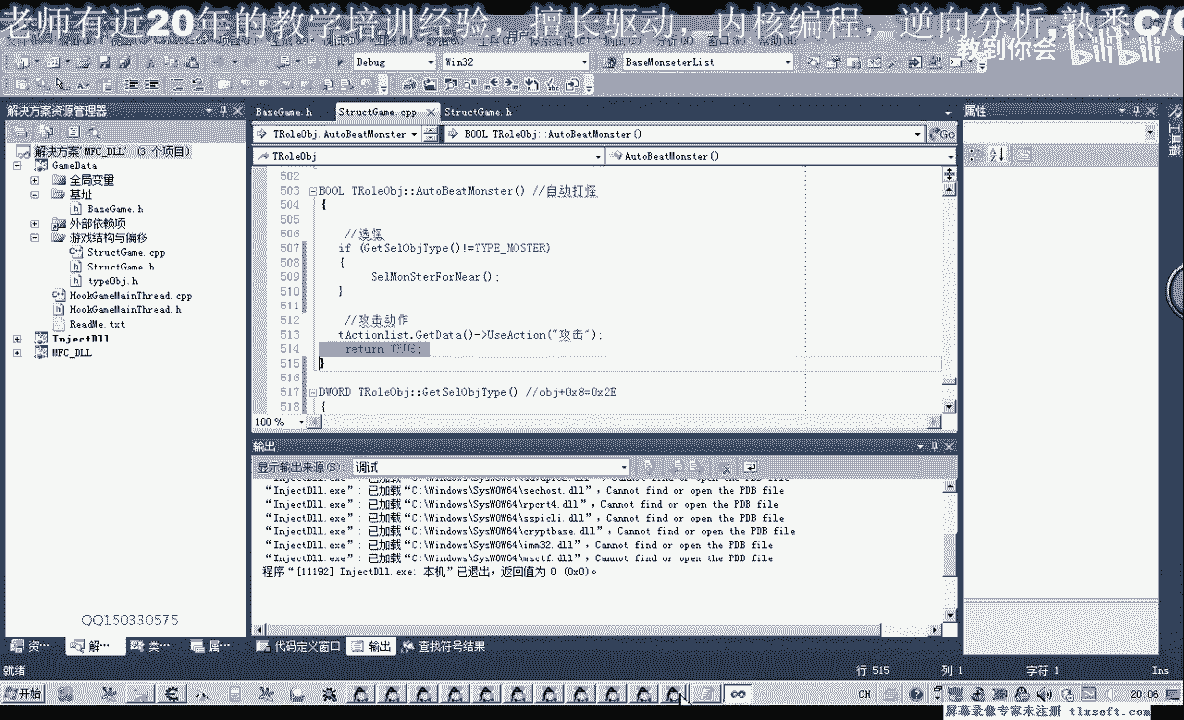 老师有近20年的教学培训经验，擅长驱动，内核编程，逆向分析,熟悉C/C
教到你会 bilibili
Debug Win32 BaseMonseterList
解决方案资源管理器
解决方案"MFC_DLL" (3 个项目)
GameData
全局变量
基址
BaseGame.h
外部依赖项
游戏结构与偏移
StructGame.cpp
StructGame.h
typeObj.h
HookGameMainThread.cpp
HookGameMainThread.h
ReadMe.txt
InjectDll
MFC_DLL
QQ150330575
BaseGame.h StructGame.cpp StructGame.h
TRoleObj.AutoBeatMonster BOOL TRoleObj::AutoBeatMonster() Go
TRoleObj AutoBeatMonster()
502
503 BOOL TRoleObj::AutoBeatMonster() //自动打怪
504 {
505
506 //选怪
507 if (GetSelObjType()!=TYPE_MOSTER)
508 {
509 SelMonSterForNear();
510 }
511
512 //攻击动作
513 tActionlist.GetData()->UseAction("攻击");
514 return TRUE;
515 }
516
517 DWORD TRoleObj::GetSelObjType() //obj+0x8=0x2E
518 {
100 %
输出
显示输出来源(S): 调试
"InjectDll.exe": 已加载"C:\Windows\SysWOW64\sechost.dll"，Cannot find or open the PDB file
"InjectDll.exe": 已加载"C:\Windows\SysWOW64\rpcrt4.dll"，Cannot find or open the PDB file
"InjectDll.exe": 已加载"C:\Windows\SysWOW64\sspicli.dll"，Cannot find or open the PDB file
"InjectDll.exe": 已加载"C:\Windows\SysWOW64\cryptbase.dll"，Cannot find or open the PDB file
"InjectDll.exe": 已加载"C:\Windows\SysWOW64\imm32.dll"，Cannot find or open the PDB file
"InjectDll.exe": 已加载"C:\Windows\SysWOW64\msctf.dll"，Cannot find or open the PDB file
程序"[11192] InjectDll.exe: 本机"已退出，返回值为 0 (0x0)。
属性
工具箱
资… 解… 类… 属… 代码定义窗口 输出 查找符号结果
就绪 行 515 列 1 字符 1 Ins
开始 CH 20:06
屏幕录像专家未注册 tlxsoft.com